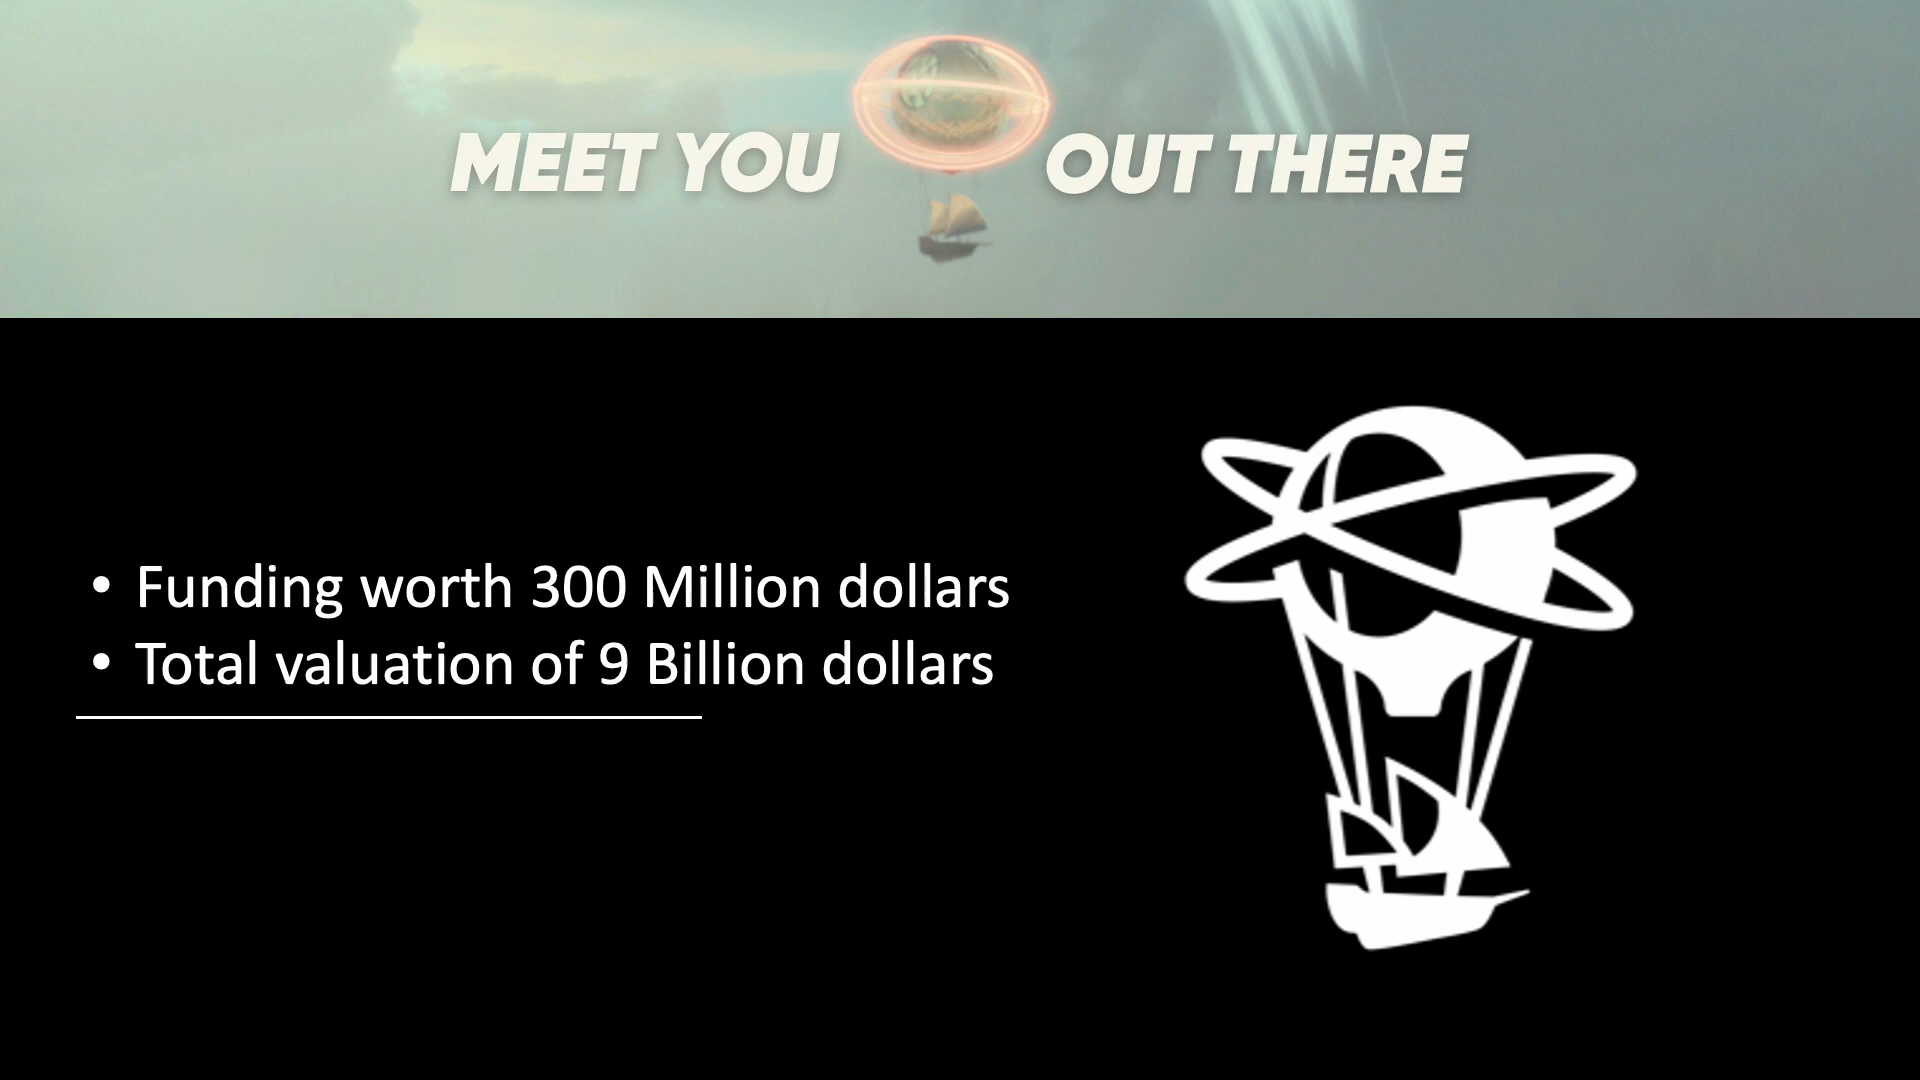 MEET YOU OUT THERE
• Funding worth 300 Million dollars
• Total valuation of 9 Billion dollars